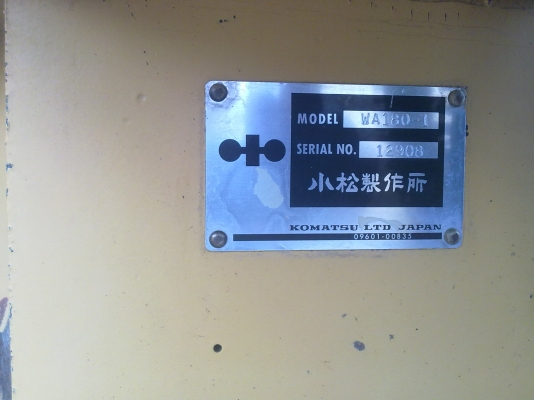 MODEL WA180-1
SERIAL NO. 12908
小松製作所
KOMATSU LTD JAPAN
09601-00835